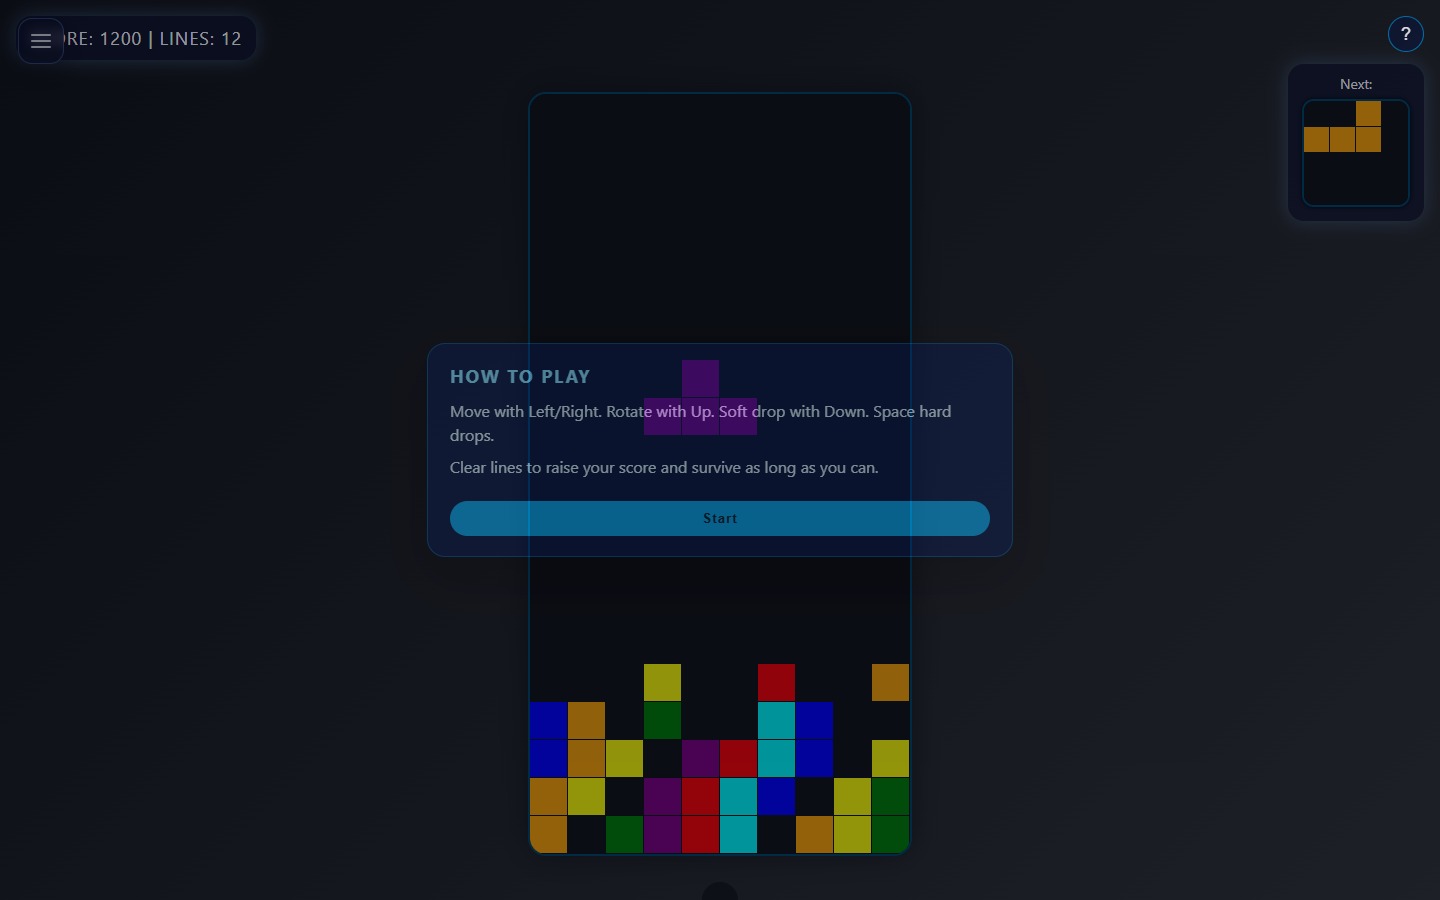 RE: 1200 | LINES: 12
?
Next:
HOW TO PLAY
Move with Left/Right. Rotate with Up. Soft drop with Down. Space hard
drops.
Clear lines to raise your score and survive as long as you can.
Start